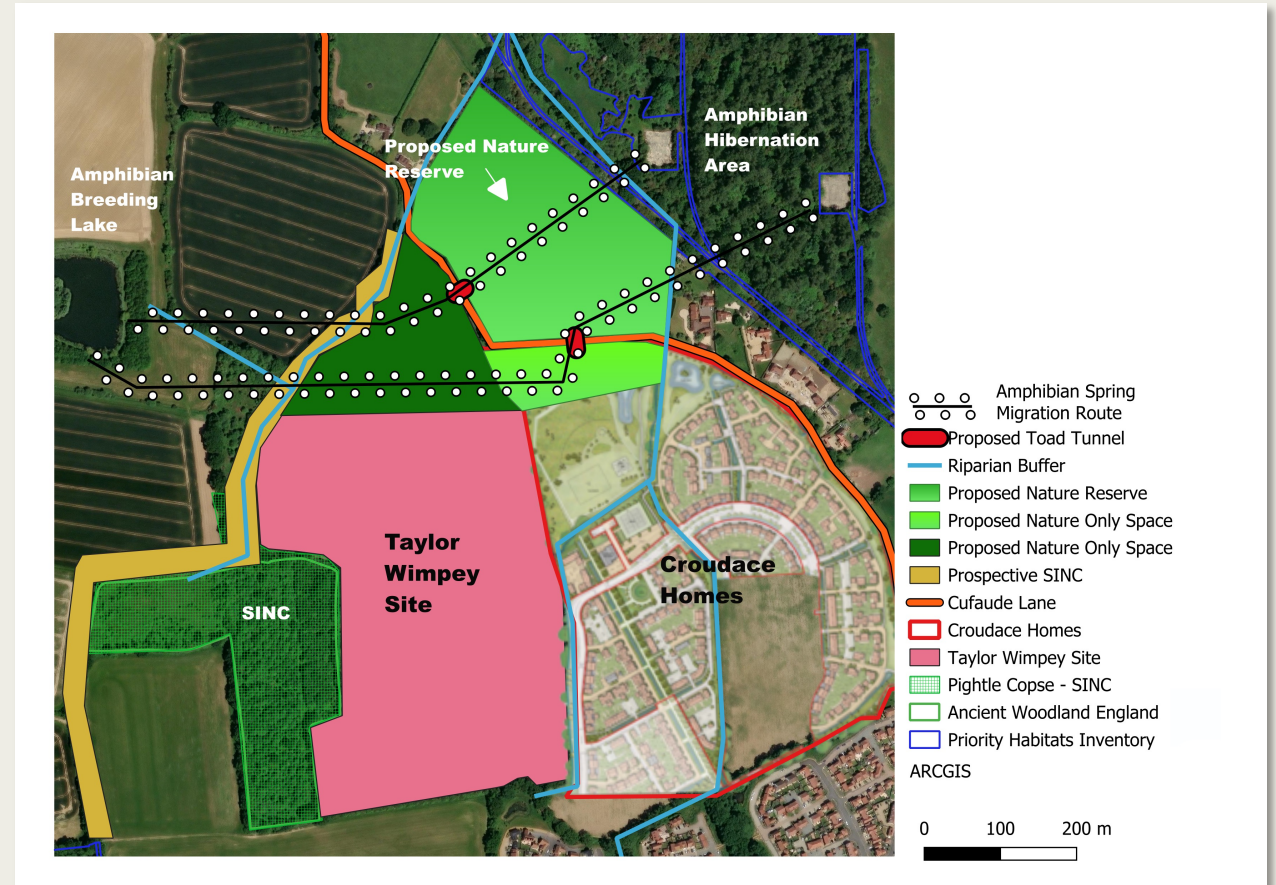 Amphibian
Hibernation
Area
Proposed Nature
Reserve
Amphibian
Breeding
Lake
Taylor
Wimpey
Site
Croudace
Homes
SINC
Amphibian Spring
Migration Route
Proposed Toad Tunnel
Riparian Buffer
Proposed Nature Reserve
Proposed Nature Only Space
Proposed Nature Only Space
Prospective SINC
Cufaude Lane
Croudace Homes
Taylor Wimpey Site
Pightle Copse - SINC
Ancient Woodland England
Priority Habitats Inventory
ARCGIS
0 100 200 m